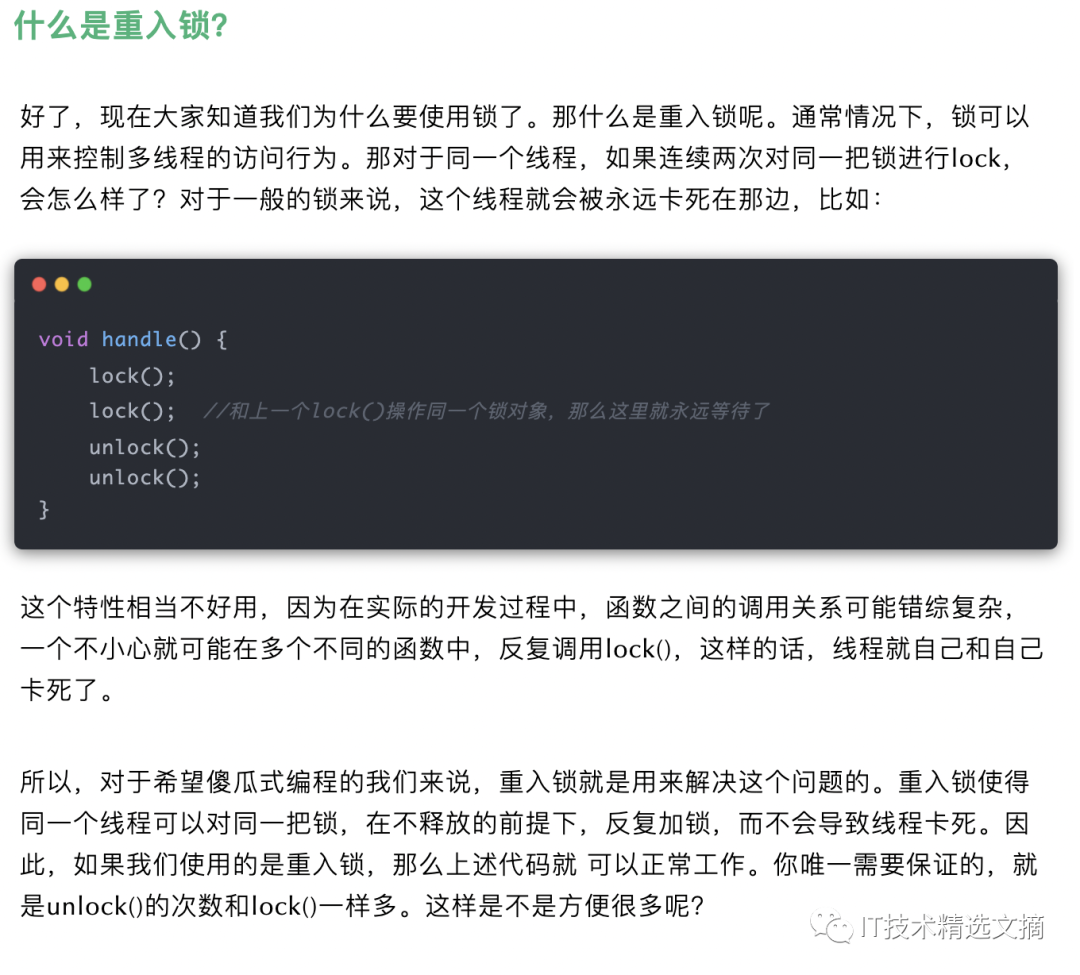 什么是重入锁?
好了，现在大家知道我们为什么要使用锁了。那什么是重入锁呢。通常情况下，锁可以
用来控制多线程的访问行为。那对于同一个线程，如果连续两次对同一把锁进行lock，
会怎么样了？对于一般的锁来说，这个线程就会被永远卡死在那边，比如：
void handle() {
    lock();
    lock();  //和上一个lock()操作同一个锁对象，那么这里就永远等待了
    unlock();
    unlock();
}
这个特性相当不好用，因为在实际的开发过程中，函数之间的调用关系可能错综复杂，
一个不小心就可能在多个不同的函数中，反复调用lock()，这样的话，线程就自己和自己
卡死了。
所以，对于希望傻瓜式编程的我们来说，重入锁就是用来解决这个问题的。重入锁使得
同一个线程可以对同一把锁，在不释放的前提下，反复加锁，而不会导致线程卡死。因
此，如果我们使用的是重入锁，那么上述代码就 可以正常工作。你唯一需要保证的，就
是unlock()的次数和lock()一样多。这样是不是方便很多呢？
IT技术精选文摘